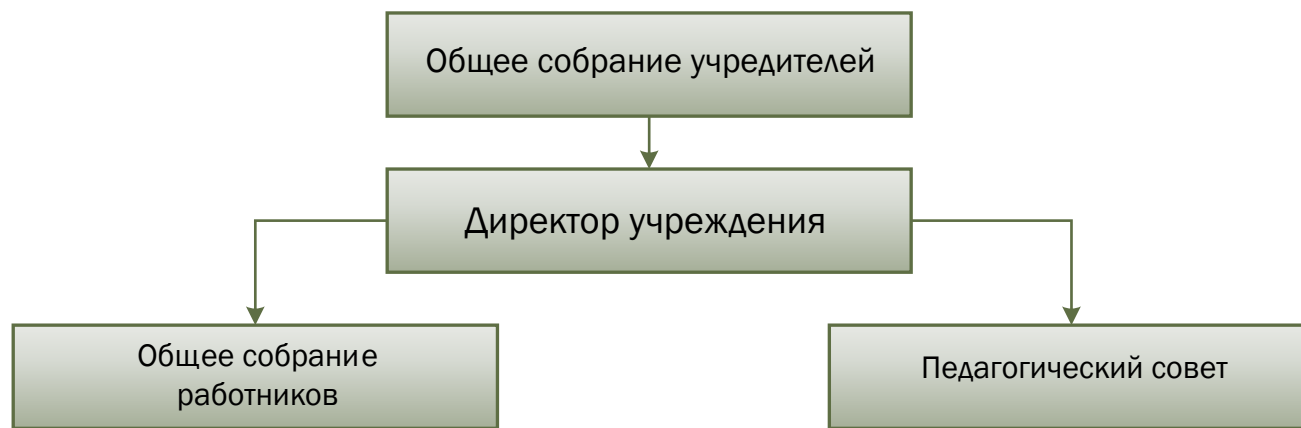 Общее собрание учредителей
Директор учреждения
Общее собрание
работников
Педагогический совет